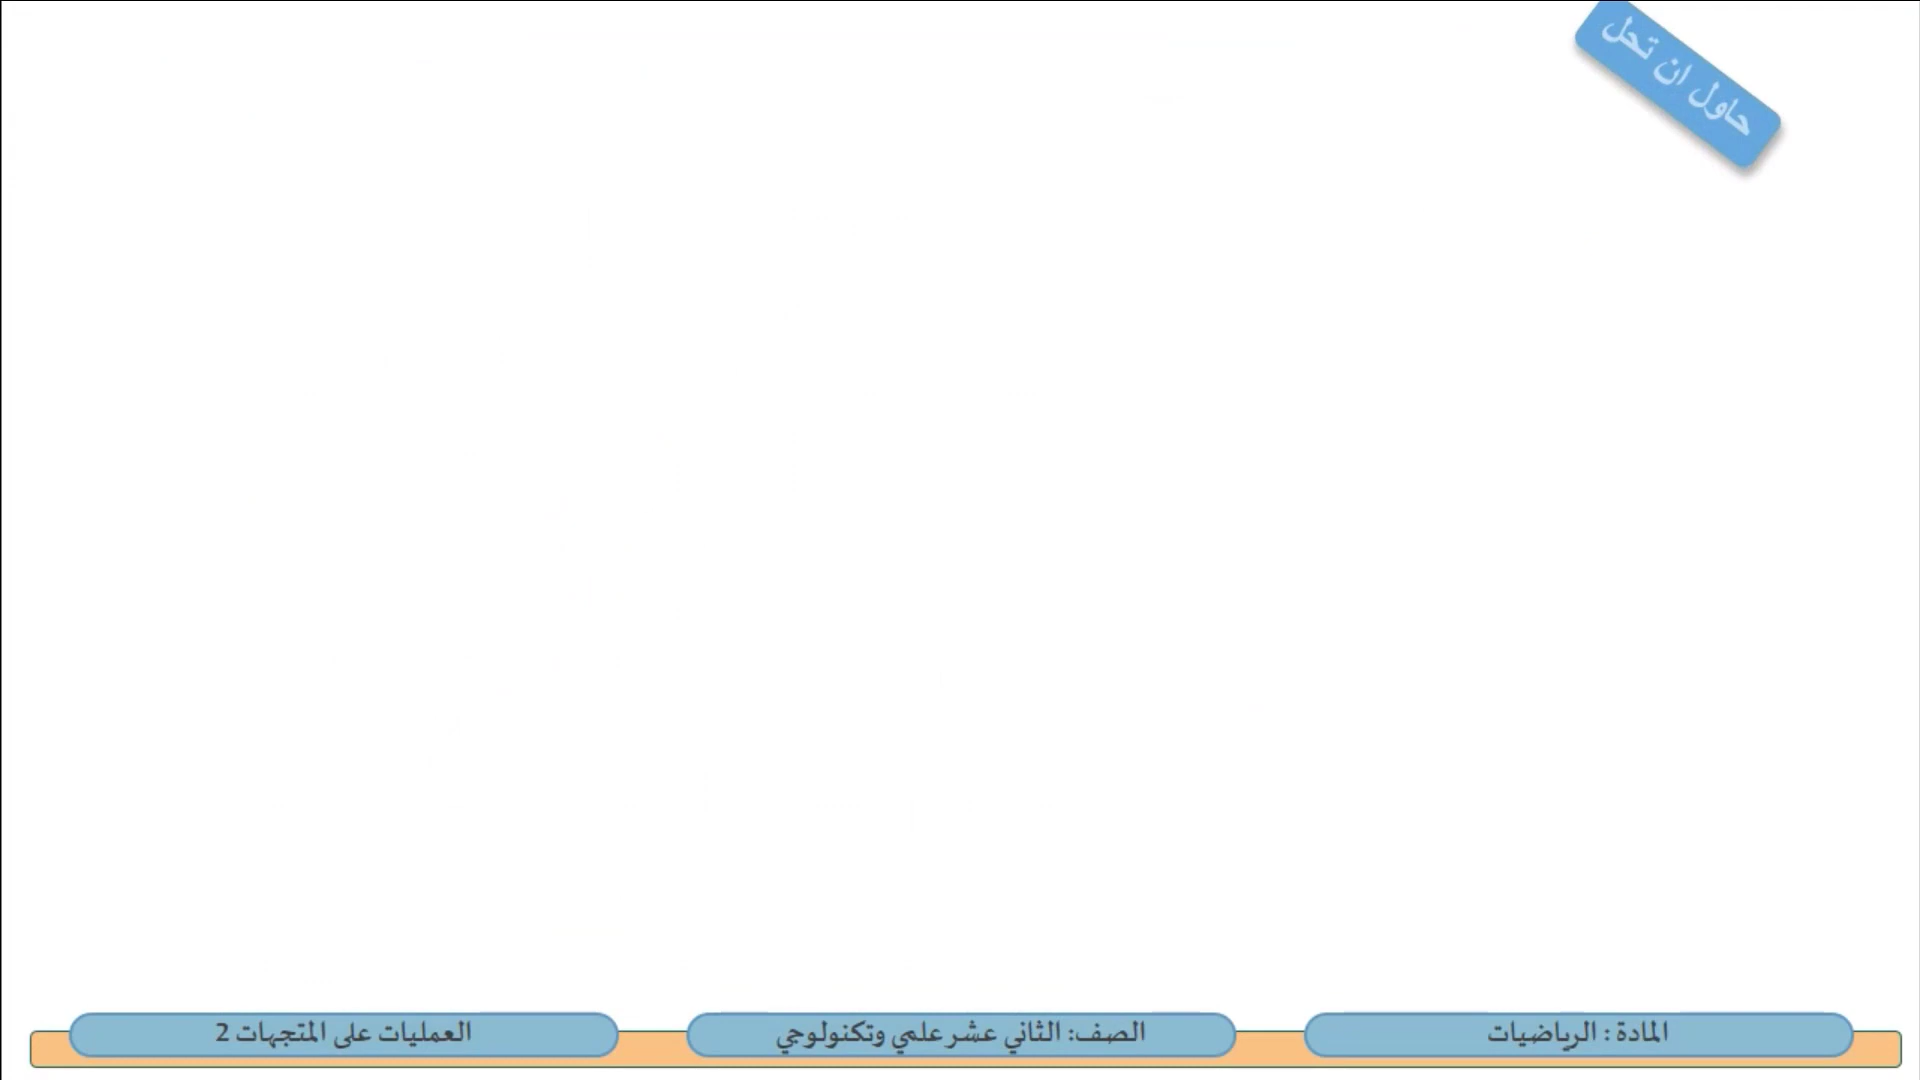 حاول ان تحل
المادة : الرياضيات
الصف: الثاني عشر علمي وتكنولوجي
العمليات على المتجهات 2